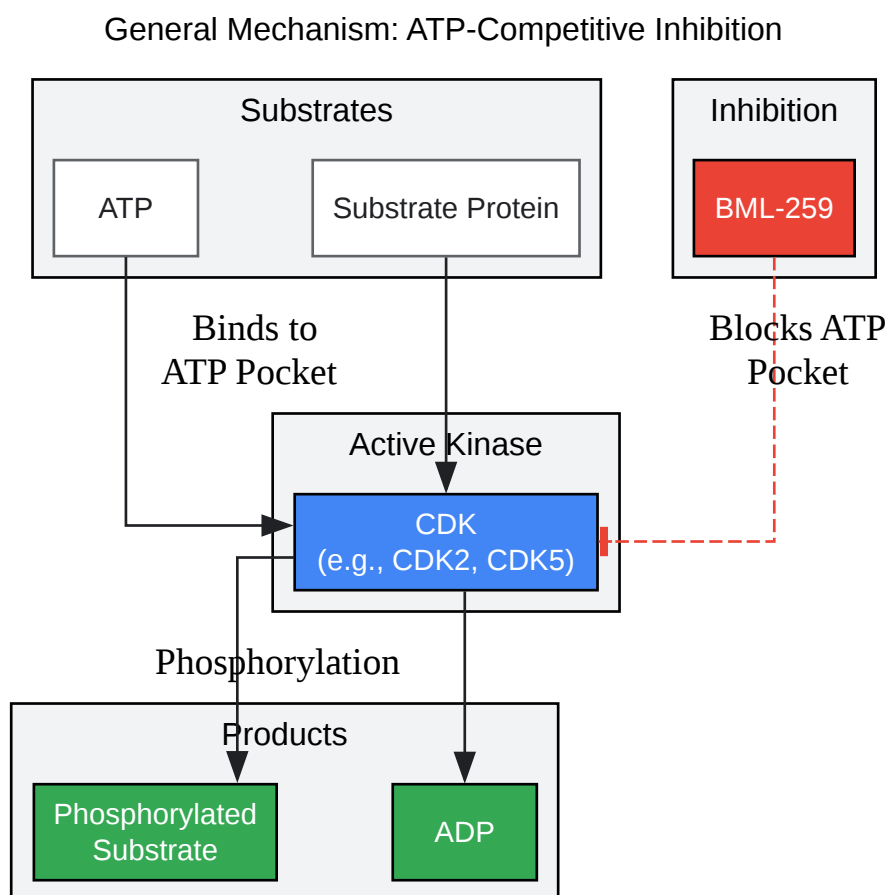 General Mechanism: ATP-Competitive Inhibition
Substrates
Inhibition
ATP
Substrate Protein
BML-259
Binds to
ATP Pocket
Blocks ATP
Pocket
Active Kinase
CDK
(e.g., CDK2, CDK5)
Phosphorylation
Products
Phosphorylated
Substrate
ADP